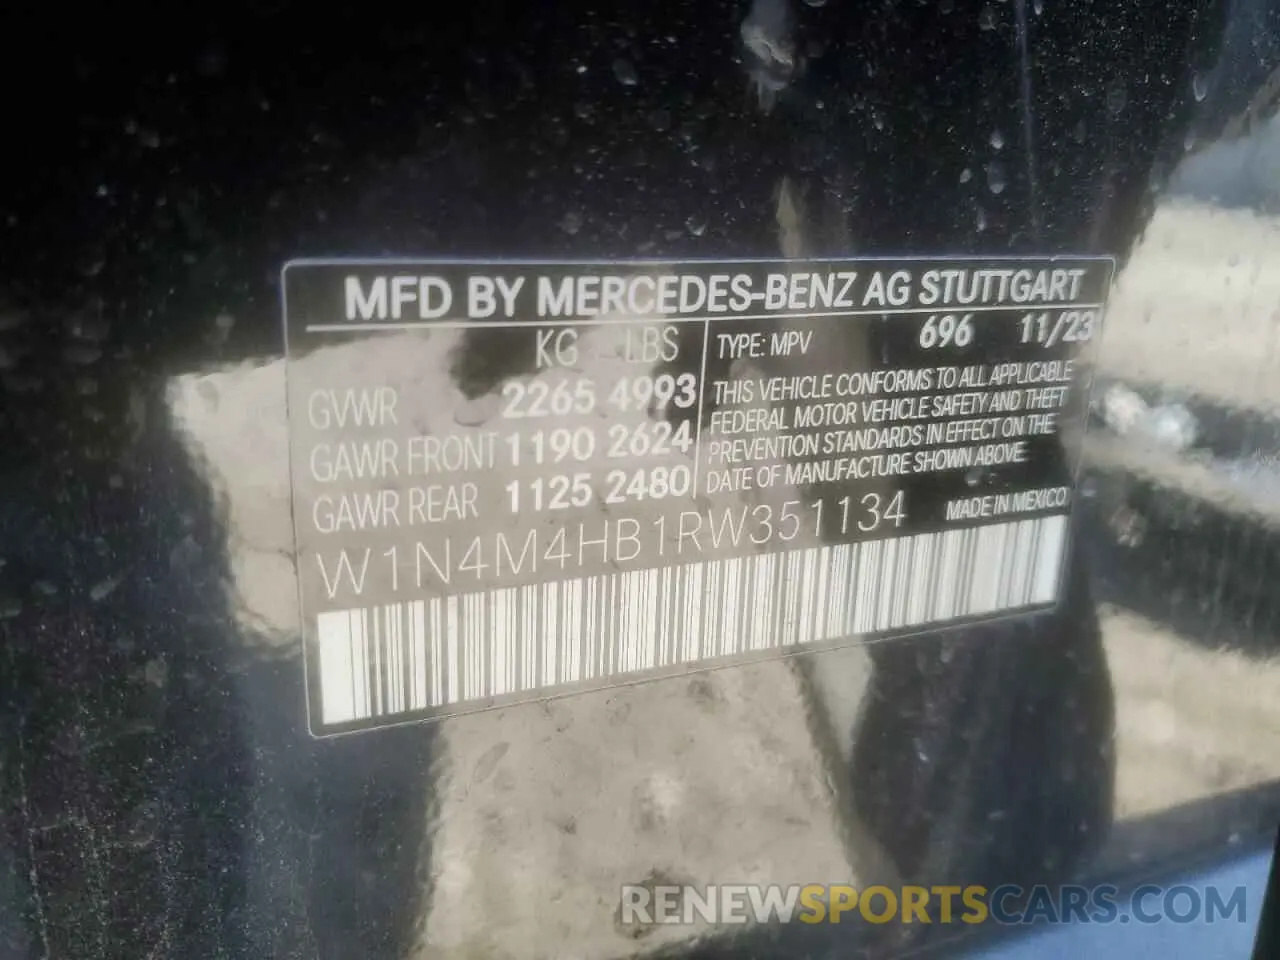 MFD BY MERCEDES-BENZ AG STUTTGART
KG LBS
GVWR 2265 4993
GAWR FRONT 1190 2624
GAWR REAR 1125 2480
TYPE: MPV 696 11/23
THIS VEHICLE CONFORMS TO ALL APPLICABLE
FEDERAL MOTOR VEHICLE SAFETY AND THEFT
PREVENTION STANDARDS IN EFFECT ON THE
DATE OF MANUFACTURE SHOWN ABOVE
W1N4M4HB1RW351134 MADE IN MEXICO
RENEWSPORTSCARS.COM